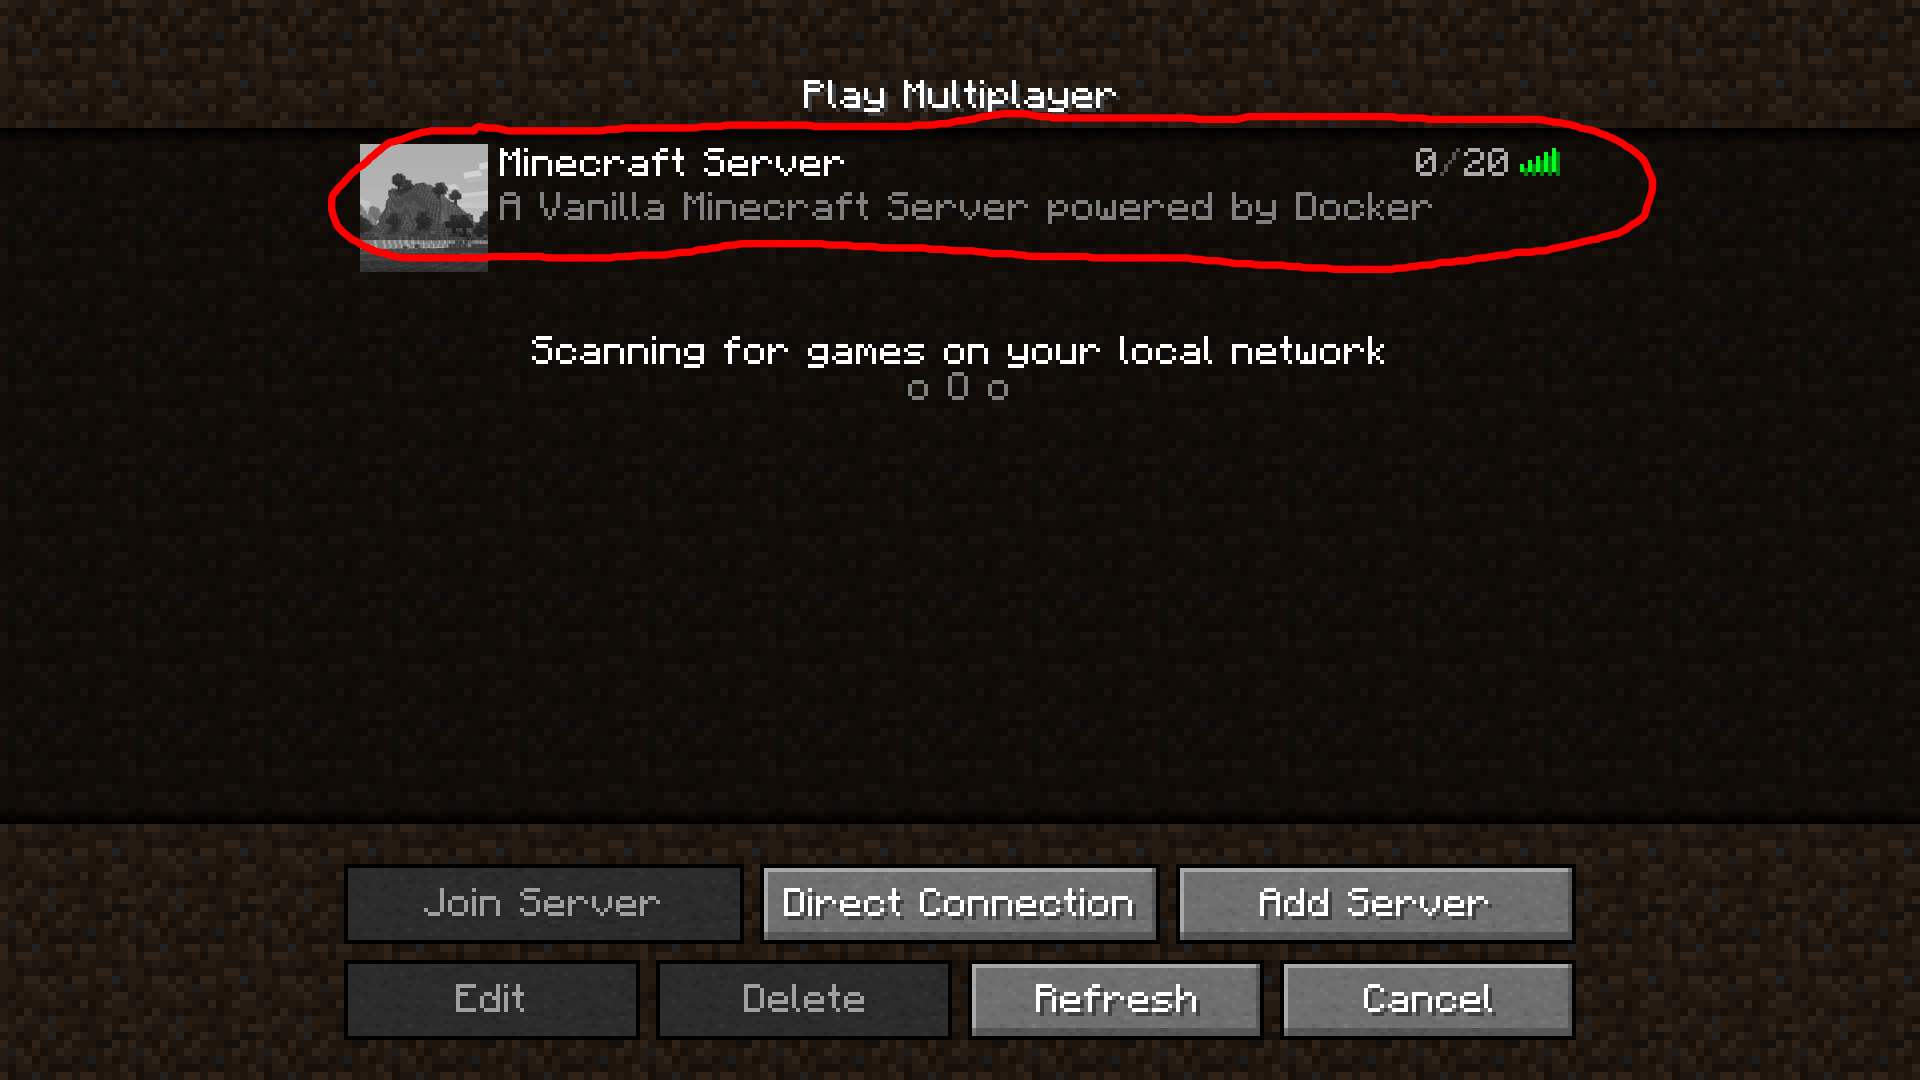 Play Multiplayer
Minecraft Server 0/20
A Vanilla Minecraft Server powered by Docker
Scanning for games on your local network
o O o
Join Server Direct Connection Add Server
Edit Delete Refresh Cancel